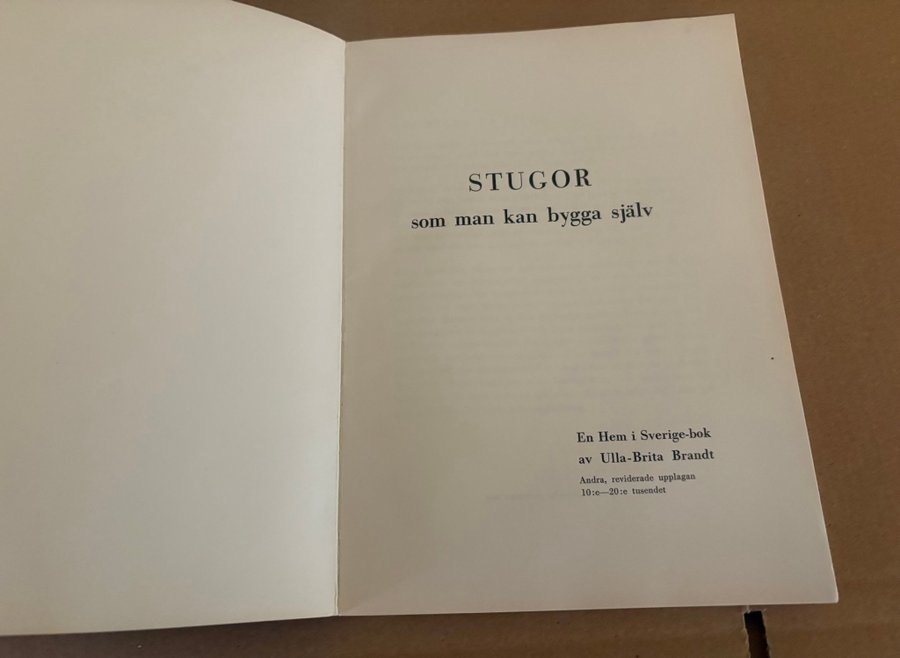 STUGOR
som man kan bygga själv
En Hem i Sverige-bok
av Ulla-Brita Brandt
Andra, reviderade upplagan
10:e—20:e tusendet